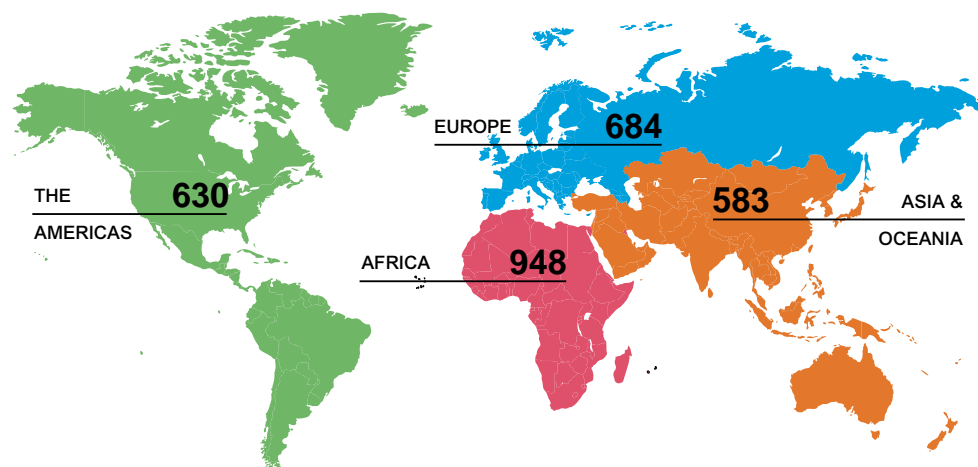 EUROPE 684
THE
AMERICAS
630
583
ASIA &
OCEANIA
AFRICA 948